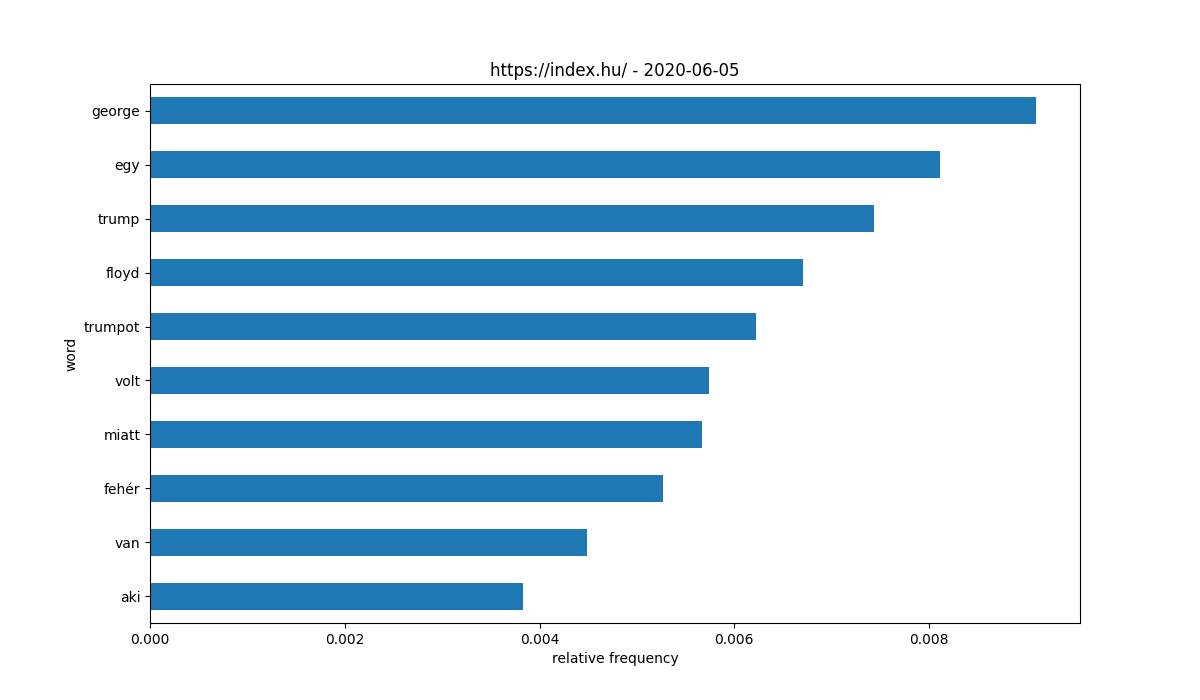 https://index.hu/ - 2020-06-05
george
egy
trump
floyd
trumpot
volt
miatt
fehér
van
aki
word
0.000 0.002 0.004 0.006 0.008
relative frequency